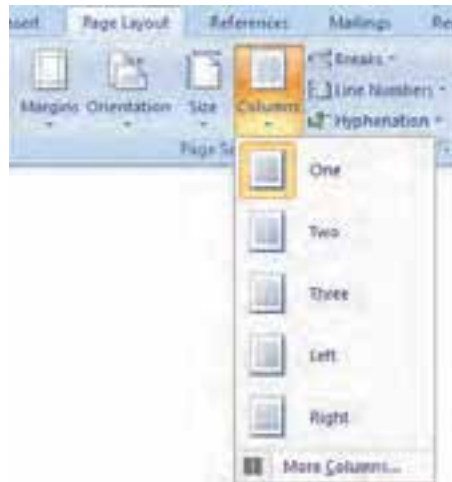 Page Layout References Mailings
Breaks
Line Numbers
Margins Orientation Size Columns
Hyphenation
One
Two
Three
Left
Right
More Columns...